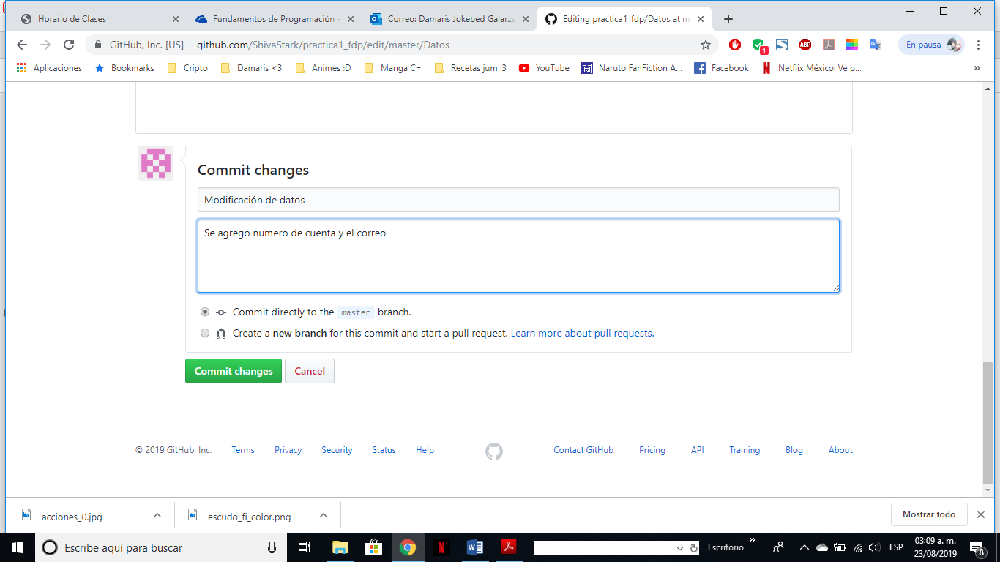 Horario de Clases
Fundamentos de Programaciòn -
Correo: Damaris Jokebed Galarza
Editing practica1_fdp/Datos at m
GitHub, Inc. [US]
github.com/ShivaStark/practica1_fdp/edit/master/Datos
1
ABP
En pausa
Aplicaciones
Bookmarks
Cripto
Damaris <3
Animes :D
Manga C=
Recetas jum :3
YouTube
Naruto FanFiction A...
Facebook
Netflix México: Ve p...
»
Commit changes
Modificación de datos
Se agrego numero de cuenta y el correo
Commit directly to the master branch.
Create a new branch for this commit and start a pull request. Learn more about pull requests.
Commit changes
Cancel
© 2019 GitHub, Inc.
Terms
Privacy
Security
Status
Help
Contact GitHub
Pricing
API
Training
Blog
About
acciones_0.jpg
escudo_fi_color.png
Mostrar todo
Escribe aquí para buscar
Escritorio
»
ESP
03:09 a. m.
23/08/2019
8